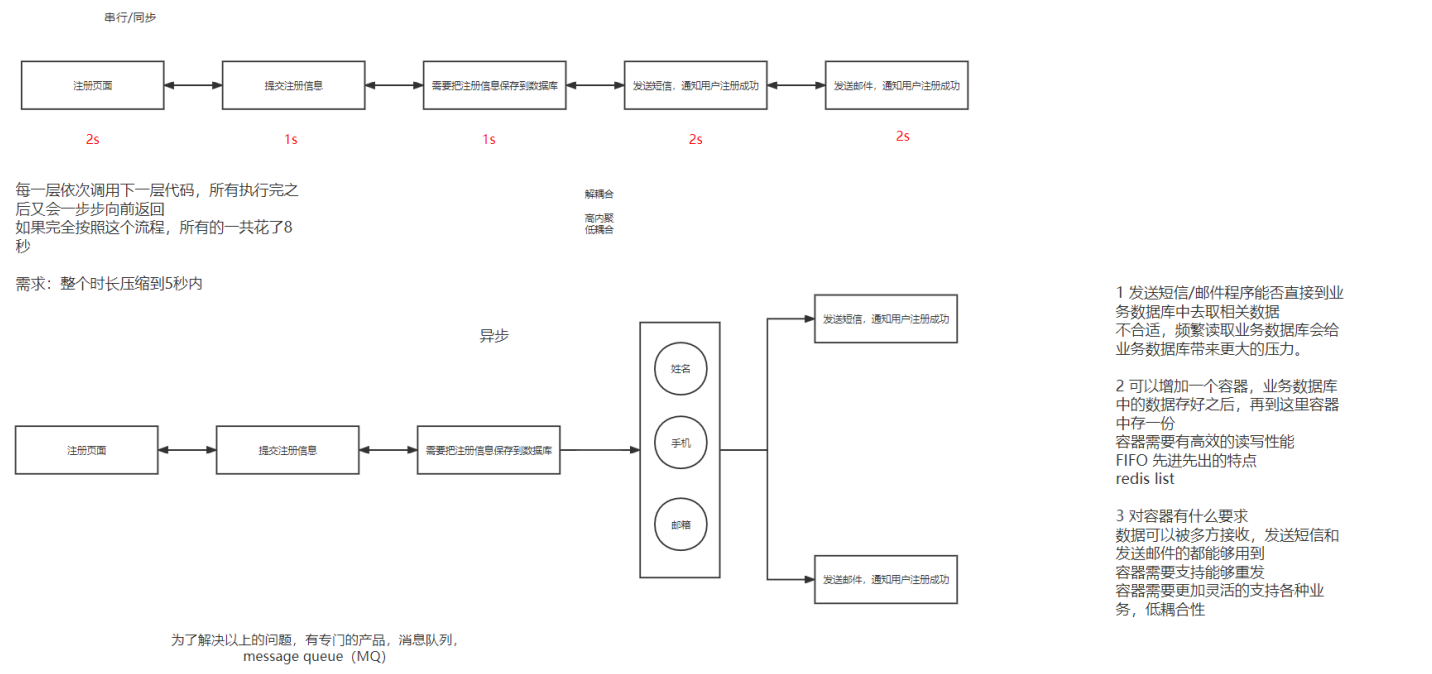 串行/同步
注册页面
提交注册信息
需要把注册信息保存到数据库
发送短信，通知用户注册成功
发送邮件，通知用户注册成功
2s
1s
1s
2s
2s
每一层依次调用下一层代码，所有执行完之
后又会一步步向前返回
如果完全按照这个流程，所有的一共花了8
秒
需求：整个时长压缩到5秒内
解耦合
高内聚
低耦合
异步
注册页面
提交注册信息
需要把注册信息保存到数据库
姓名
手机
邮箱
发送短信，通知用户注册成功
发送邮件，通知用户注册成功
1 发送短信/邮件程序能否直接到业
务数据库中去取相关数据
不合适，频繁读取业务数据库会给
业务数据库带来更大的压力。
2 可以增加一个容器，业务数据库
中的数据存好之后，再到这里容器
中存一份
容器需要有高效的读写性能
FIFO 先进先出的特点
redis list
3 对容器有什么要求
数据可以被多方接收，发送短信和
发送邮件的都能够用到
容器需要支持能够重发
容器需要更加灵活的支持各种业
务，低耦合性
为了解决以上的问题，有专门的产品，消息队列，
message queue（MQ）